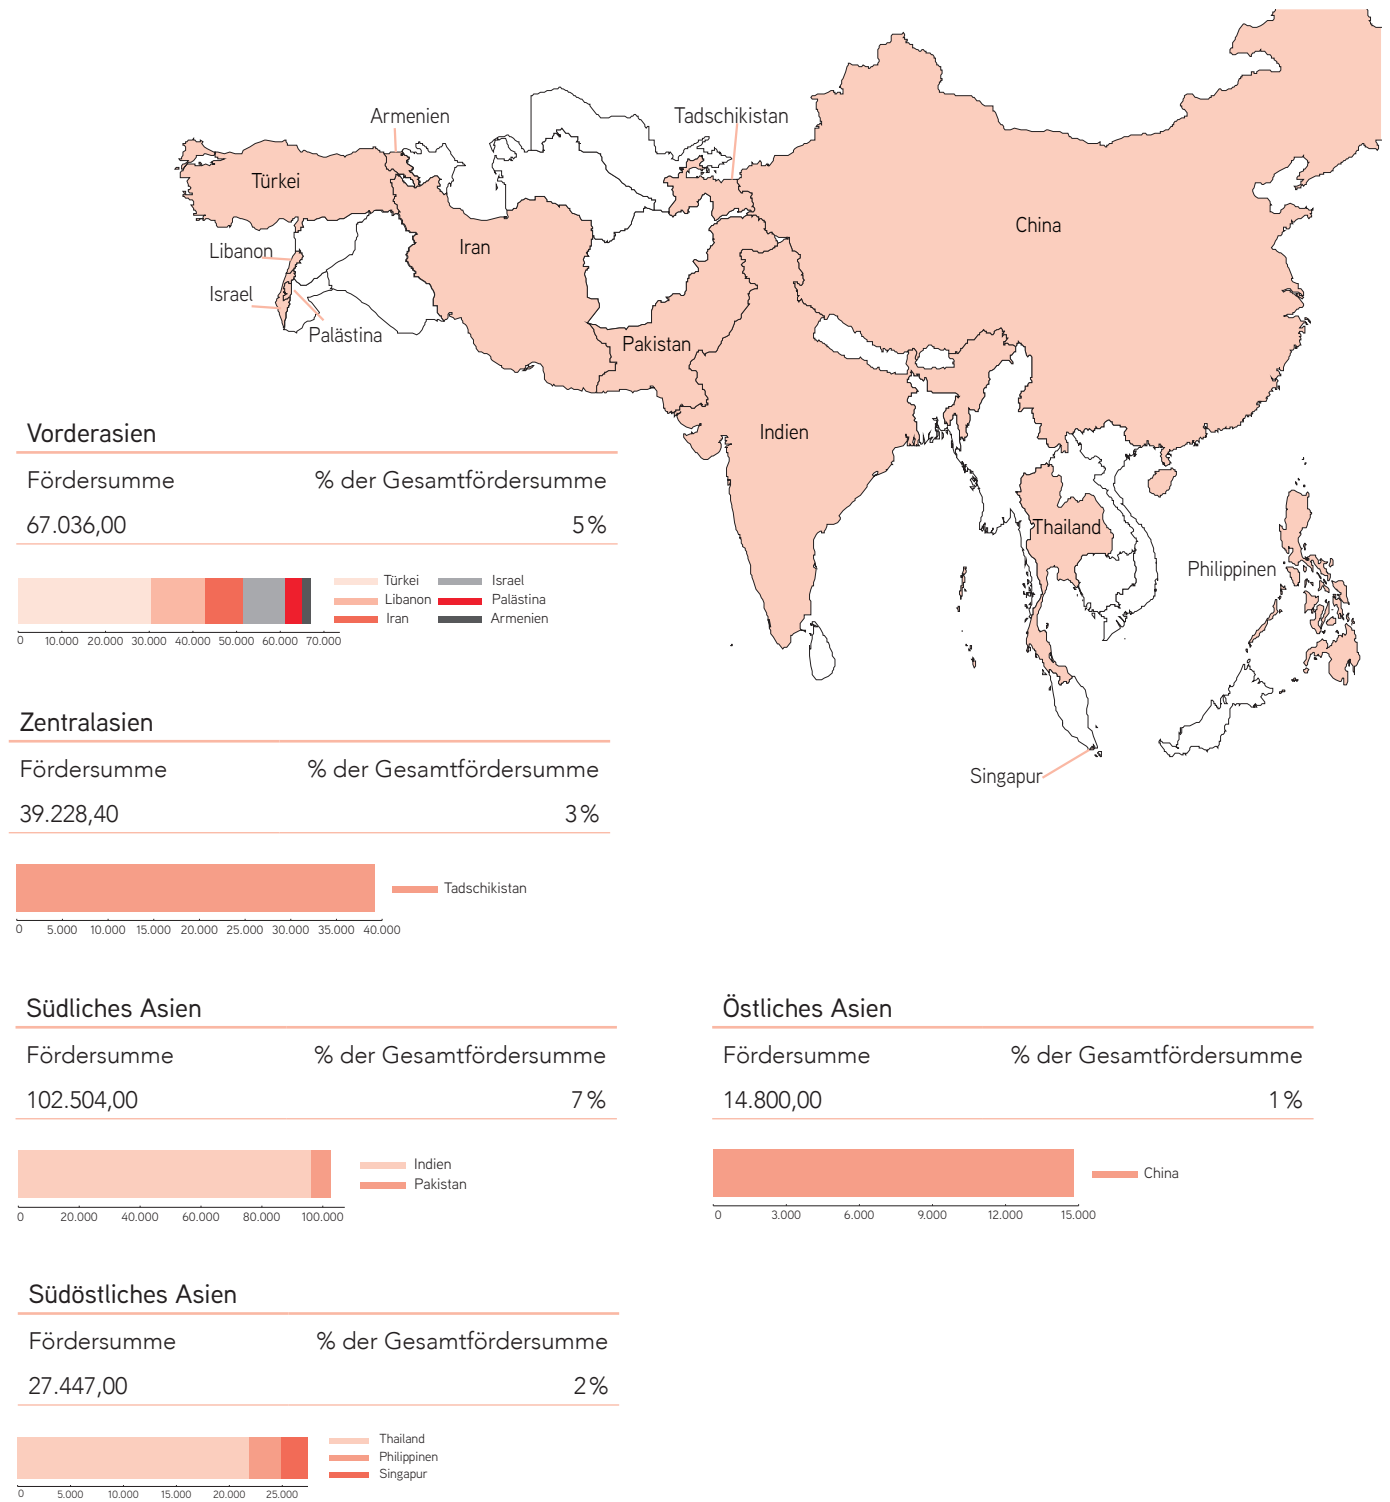 Armenien
Tadschikistan
Türkei
China
Libanon
Iran
Israel
Palästina
Pakistan
Indien
Thailand
Philippinen
Singapur
Vorderasien
Fördersumme % der Gesamtfördersumme
67.036,00 5 %
Türkei Israel
Libanon Palästina
Iran Armenien
0 10.000 20.000 30.000 40.000 50.000 60.000 70.000
Zentralasien
Fördersumme % der Gesamtfördersumme
39.228,40 3 %
Tadschikistan
0 5.000 10.000 15.000 20.000 25.000 30.000 35.000 40.000
Südliches Asien
Fördersumme % der Gesamtfördersumme
102.504,00 7 %
Indien
Pakistan
0 20.000 40.000 60.000 80.000 100.000
Östliches Asien
Fördersumme % der Gesamtfördersumme
14.800,00 1 %
China
0 3.000 6.000 9.000 12.000 15.000
Südöstliches Asien
Fördersumme % der Gesamtfördersumme
27.447,00 2 %
Thailand
Philippinen
Singapur
0 5.000 10.000 15.000 20.000 25.000